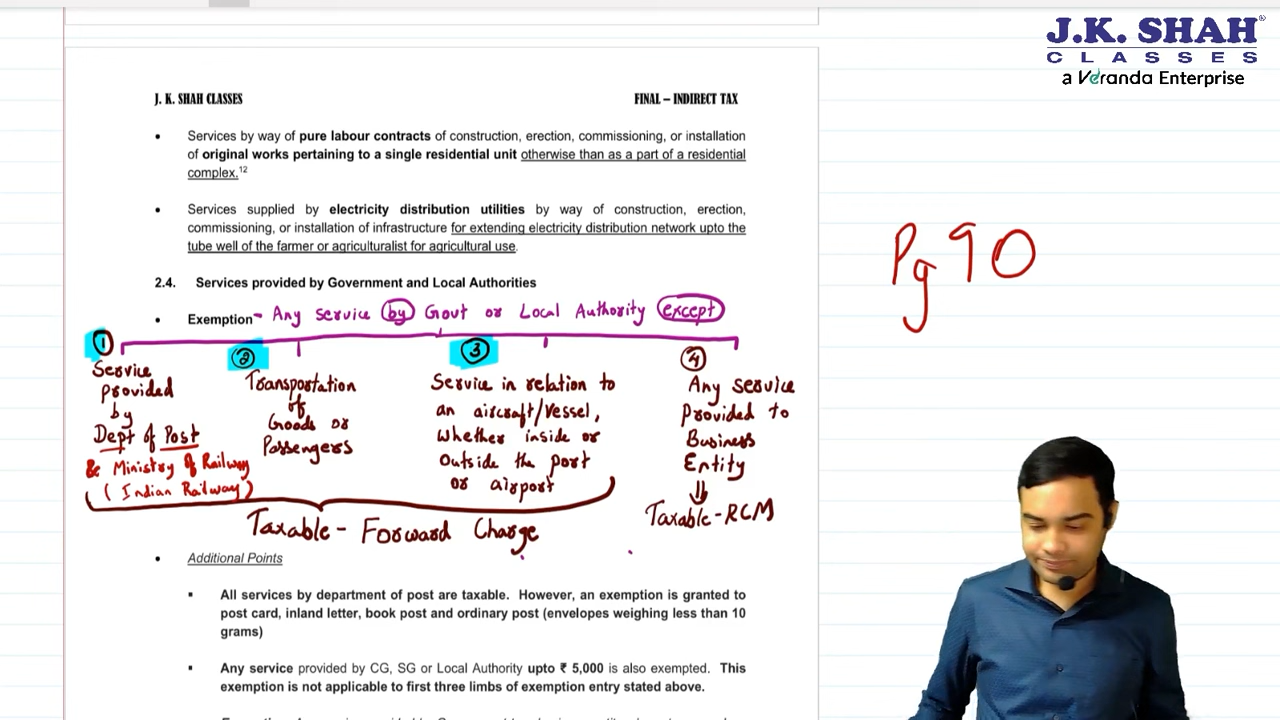 J.K. SHAH®
CLASSES
a Veranda Enterprise
J. K. SHAH CLASSES
FINAL – INDIRECT TAX
• Services by way of pure labour contracts of construction, erection, commissioning, or installation
of original works pertaining to a single residential unit otherwise than as a part of a residential
complex.12
• Services supplied by electricity distribution utilities by way of construction, erection,
commissioning, or installation of infrastructure for extending electricity distribution network upto the
tube well of the farmer or agriculturalist for agricultural use.
Pg 90
2.4. Services provided by Government and Local Authorities
• Exemption - Any service by Govt or Local Authority except
1
Service
provided
by
Dept of Post
& Ministry of Railway
(Indian Railway)
2
Transportation
of
Goods or
Passengers
3
Service in relation to
an aircraft/vessel,
whether inside or
outside the port
or airport
4
Any service
provided to
Business
Entity
⇓
Taxable-RCM
Taxable - Forward Charge
• Additional Points
▪ All services by department of post are taxable. However, an exemption is granted to
post card, inland letter, book post and ordinary post (envelopes weighing less than 10
grams)
▪ Any service provided by CG, SG or Local Authority upto ₹ 5,000 is also exempted. This
exemption is not applicable to first three limbs of exemption entry stated above.